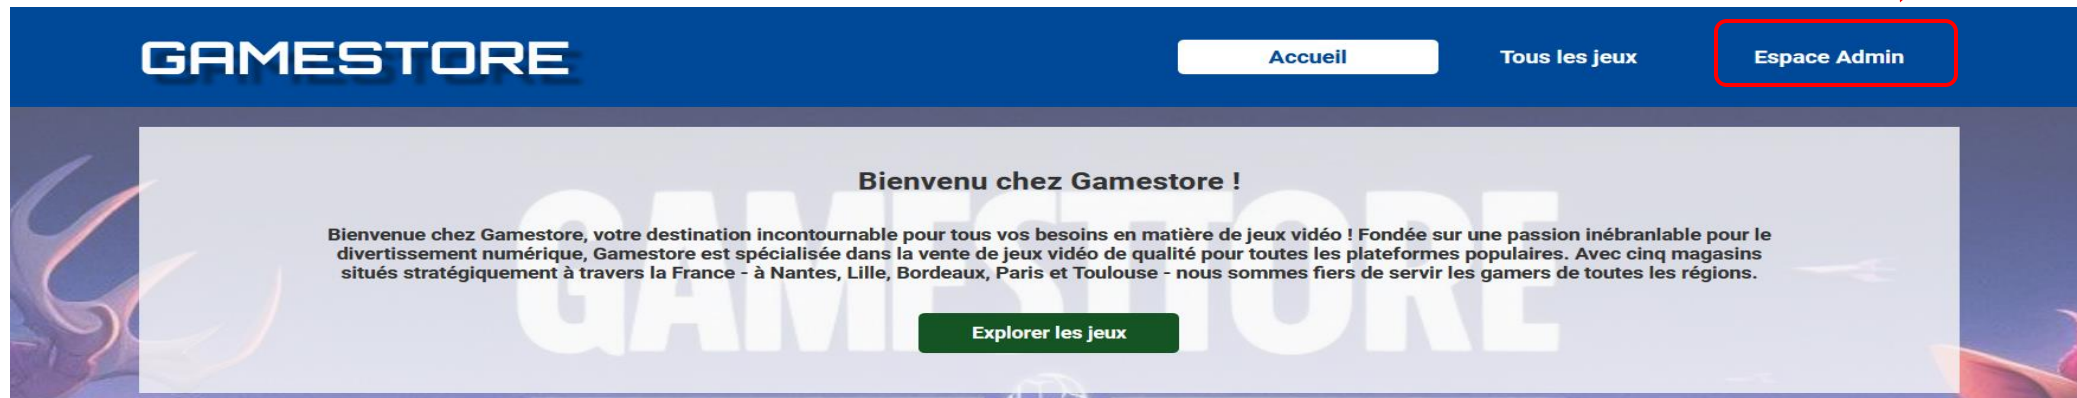 GAMESTORE
Accueil
Tous les jeux
Espace Admin
Bienvenu chez Gamestore !
Bienvenue chez Gamestore, votre destination incontournable pour tous vos besoins en matière de jeux vidéo ! Fondée sur une passion inébranlable pour le
divertissement numérique, Gamestore est spécialisée dans la vente de jeux vidéo de qualité pour toutes les plateformes populaires. Avec cinq magasins
situés stratégiquement à travers la France - à Nantes, Lille, Bordeaux, Paris et Toulouse - nous sommes fiers de servir les gamers de toutes les régions.
GAMESTTORE
Explorer les jeux